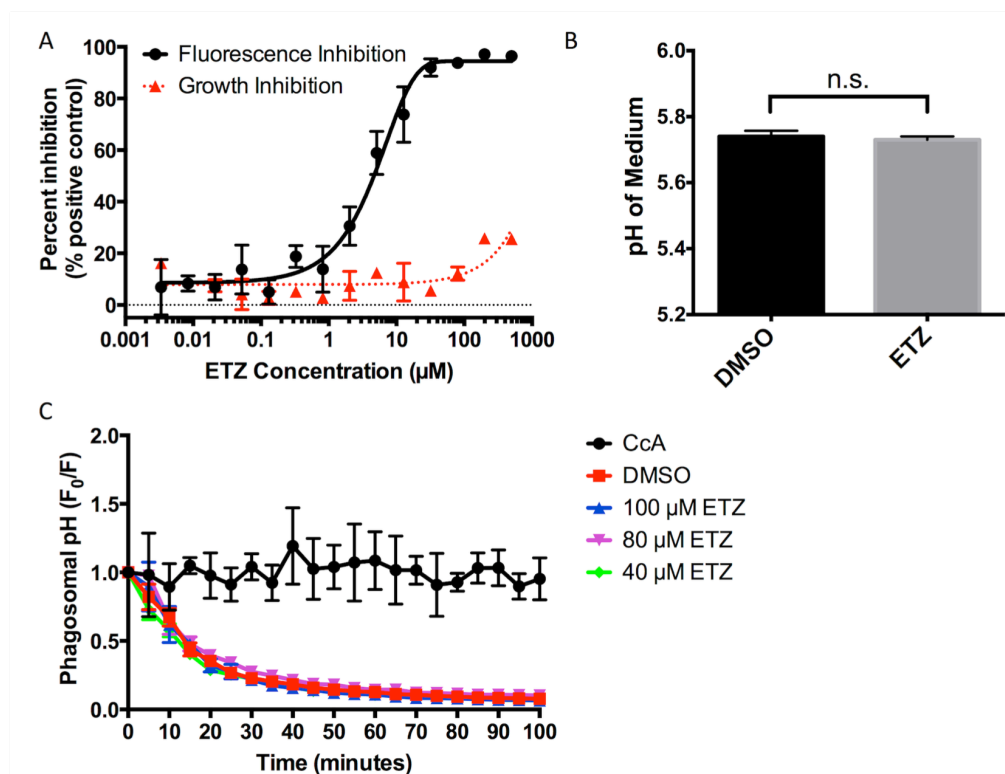 A
100
80
60
40
20
0
Percent inhibition
(% positive control)
Fluorescence Inhibition
Growth Inhibition
0.001
0.01
0.1
1
10
100
1000
ETZ Concentration (µM)
B
6.0
5.8
5.6
5.4
5.2
pH of Medium
n.s.
DMSO
ETZ
C
2.0
1.5
1.0
0.5
0.0
Phagosomal pH (F₀/F)
0
10
20
30
40
50
60
70
80
90
100
Time (minutes)
CcA
DMSO
100 µM ETZ
80 µM ETZ
40 µM ETZ